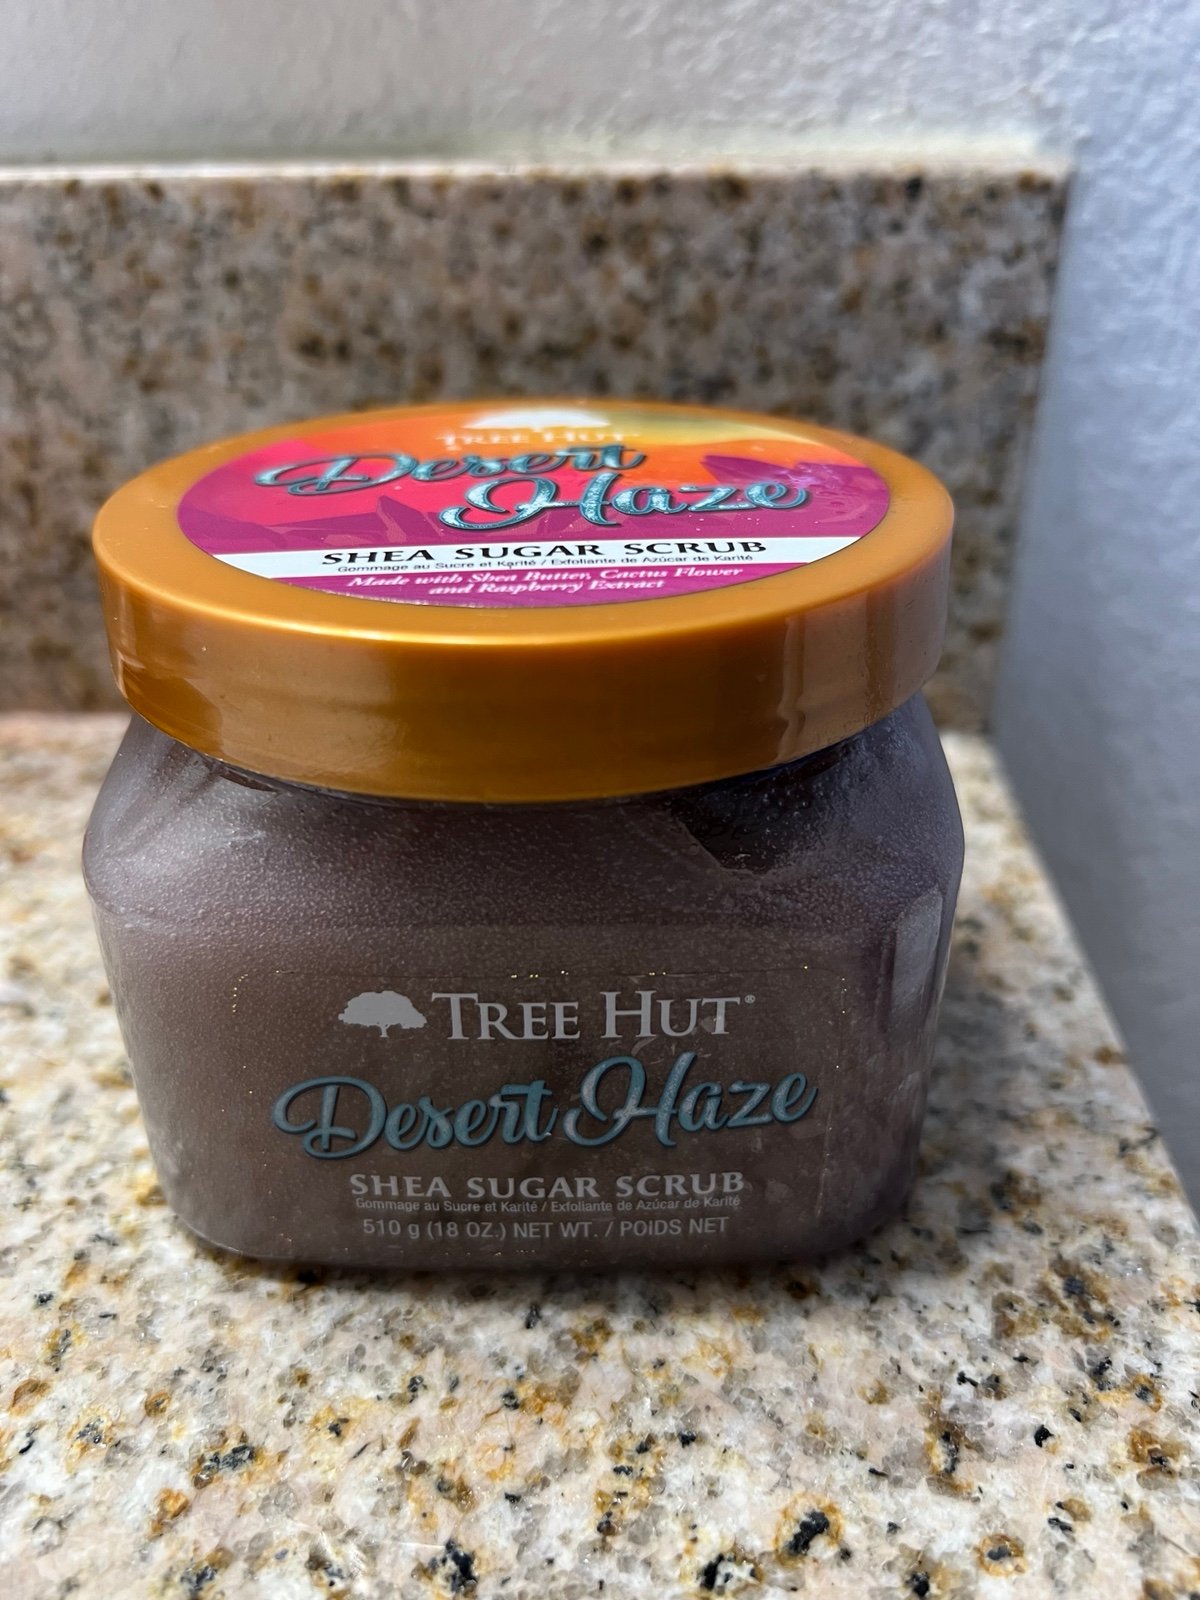 TREE HUT
Desert
Haze
SHEA SUGAR SCRUB
Gommage au Sucre et Karité / Exfoliante de Azúcar de Karité
Made with Shea Butter, Cactus Flower
and Raspberry Extract
TREE HUT®
Desert Haze
SHEA SUGAR SCRUB
Gommage au Sucre et Karité / Exfoliante de Azúcar de Karité
510 g (18 OZ.) NET WT. / POIDS NET